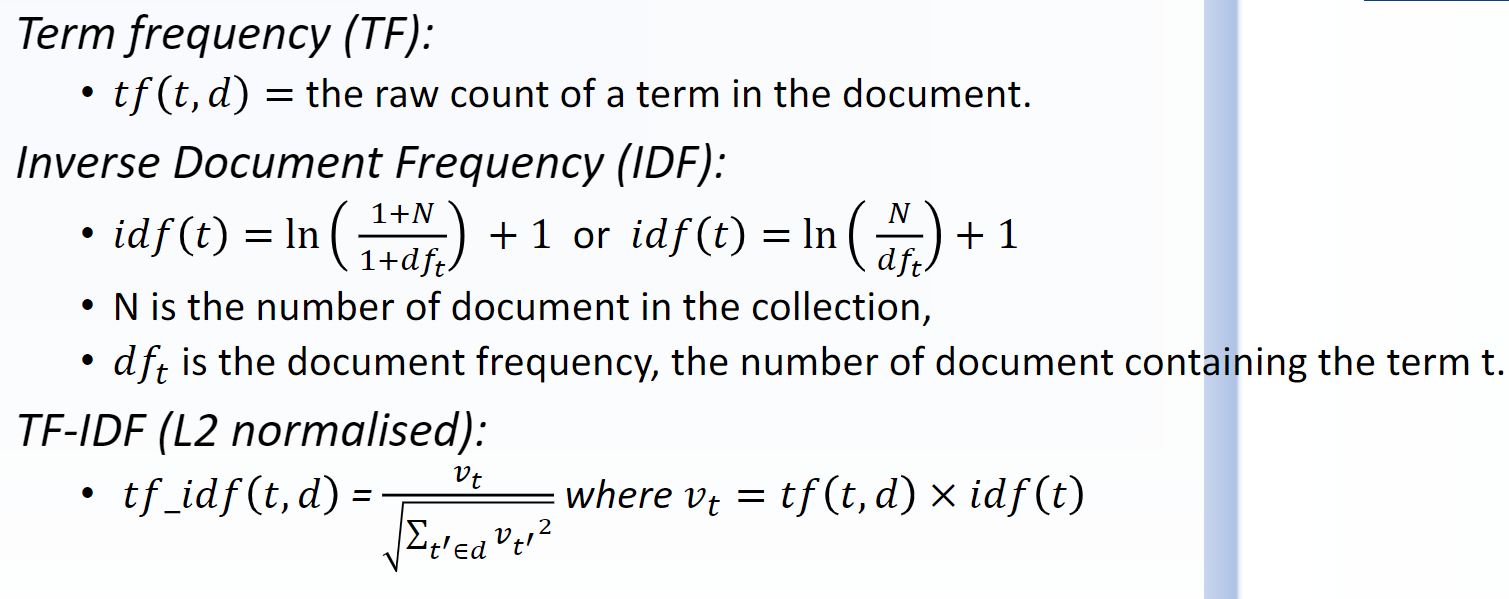 Term frequency (TF):
• tf(t, d) = the raw count of a term in the document.
Inverse Document Frequency (IDF):
• idf(t) = ln((1+N)/(1+df_t)) + 1 or idf(t) = ln(N/df_t) + 1
• N is the number of document in the collection,
• df_t is the document frequency, the number of document containing the term t.
TF-IDF (L2 normalised):
• tf_idf(t, d) = v_t/√(∑_{t′∈d} v_{t′}²) where v_t = tf(t, d) × idf(t)